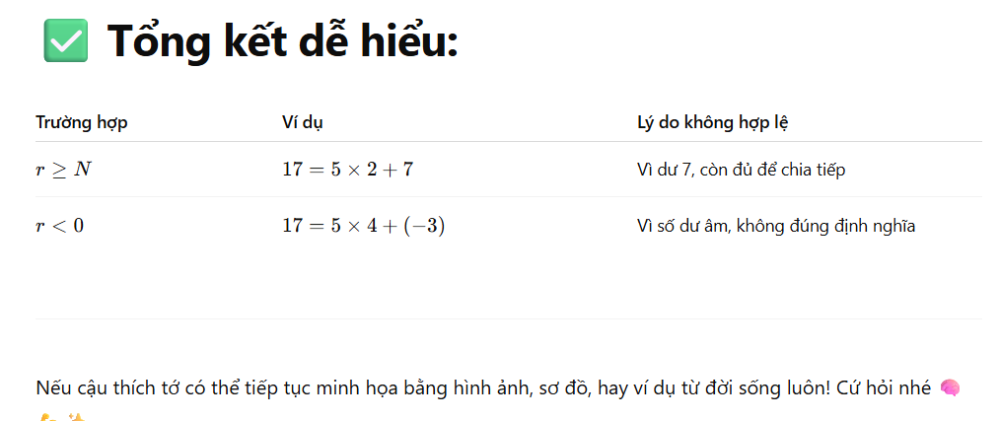 ✅ Tổng kết dễ hiểu:
Trường hợp Ví dụ Lý do không hợp lệ
r ≥ N 17 = 5 × 2 + 7 Vì dư 7, còn đủ để chia tiếp
r < 0 17 = 5 × 4 + (−3) Vì số dư âm, không đúng định nghĩa
Nếu cậu thích tớ có thể tiếp tục minh họa bằng hình ảnh, sơ đồ, hay ví dụ từ đời sống luôn! Cứ hỏi nhé 🧠
💪✨